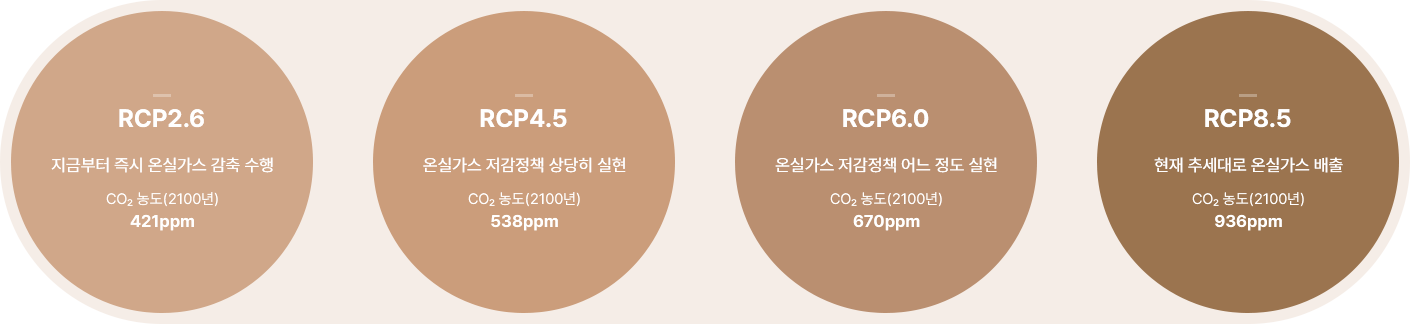 RCP2.6
지금부터 즉시 온실가스 감축 수행
CO₂ 농도(2100년)
421ppm
RCP4.5
온실가스 저감정책 상당히 실현
CO₂ 농도(2100년)
538ppm
RCP6.0
온실가스 저감정책 어느 정도 실현
CO₂ 농도(2100년)
670ppm
RCP8.5
현재 추세대로 온실가스 배출
CO₂ 농도(2100년)
936ppm